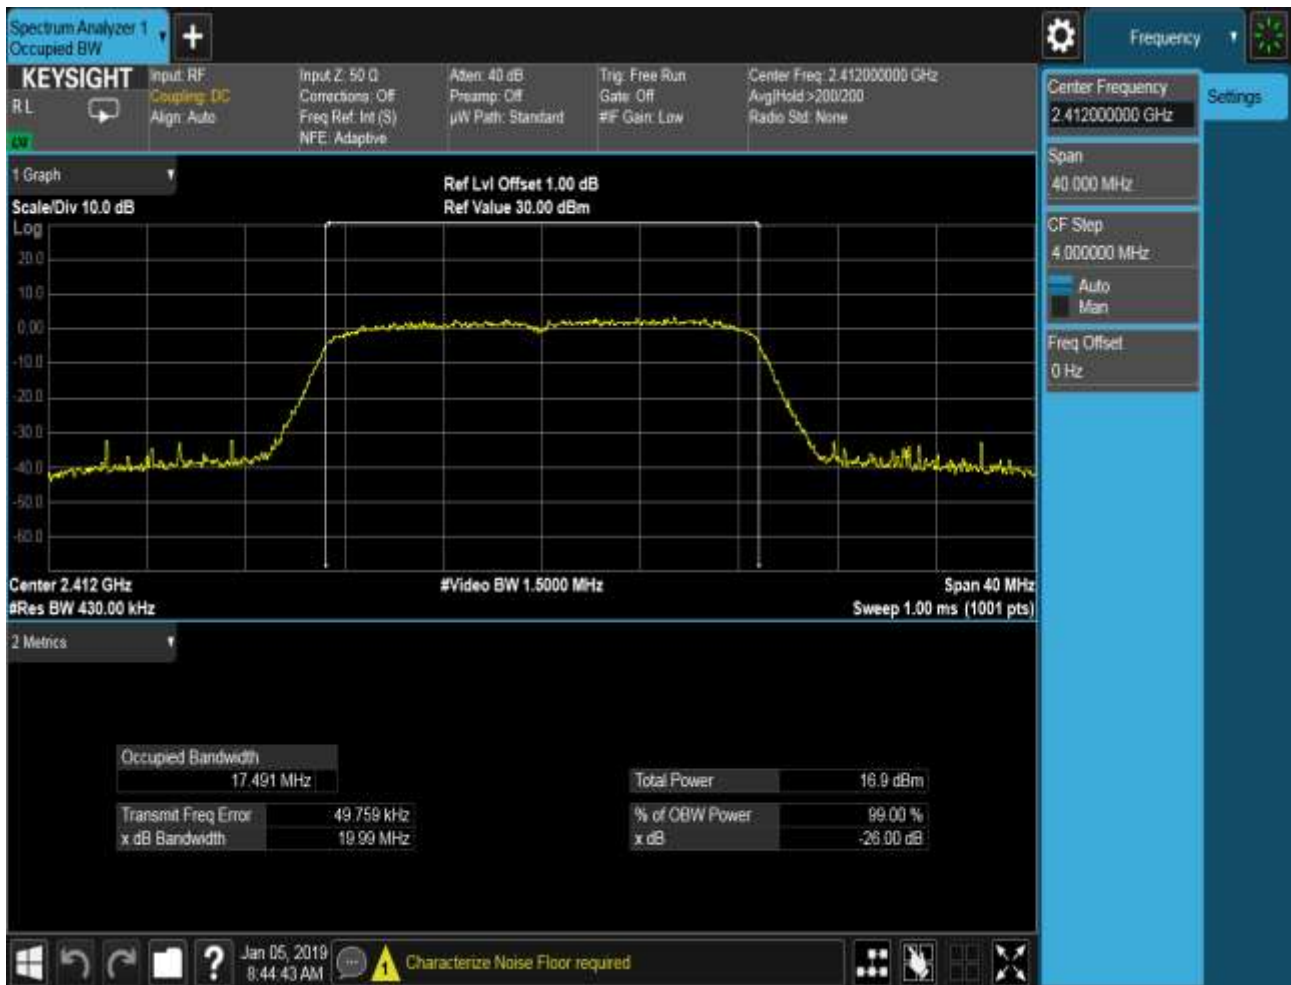 Spectrum Analyzer 1
Occupied BW
+
Frequency
KEYSIGHT
R L
Input: RF
Coupling: DC
Align: Auto
Input Z: 50 Ω
Corrections: Off
Freq Ref: Int (S)
NFE: Adaptive
Atten: 40 dB
Preamp: Off
µW Path: Standard
Trig: Free Run
Gate: Off
#IF Gain: Low
Center Freq: 2.412000000 GHz
Avg|Hold:>200/200
Radio Std: None
Center Frequency
2.412000000 GHz
Settings
Span
40.000 MHz
CF Step
4.000000 MHz
Auto
Man
Freq Offset
0 Hz
1 Graph
Scale/Div 10.0 dB
Ref Lvl Offset 1.00 dB
Ref Value 30.00 dBm
Log
20.0
10.0
0.00
-10.0
-20.0
-30.0
-40.0
-50.0
-60.0
Center 2.412 GHz
#Video BW 1.5000 MHz
Span 40 MHz
#Res BW 430.00 kHz
Sweep 1.00 ms (1001 pts)
2 Metrics
Occupied Bandwidth
17.491 MHz
Total Power 16.9 dBm
Transmit Freq Error 49.759 kHz
% of OBW Power 99.00 %
x dB Bandwidth 19.99 MHz
x dB -26.00 dB
?
Jan 05, 2019
8:44:43 AM
1
Characterize Noise Floor required